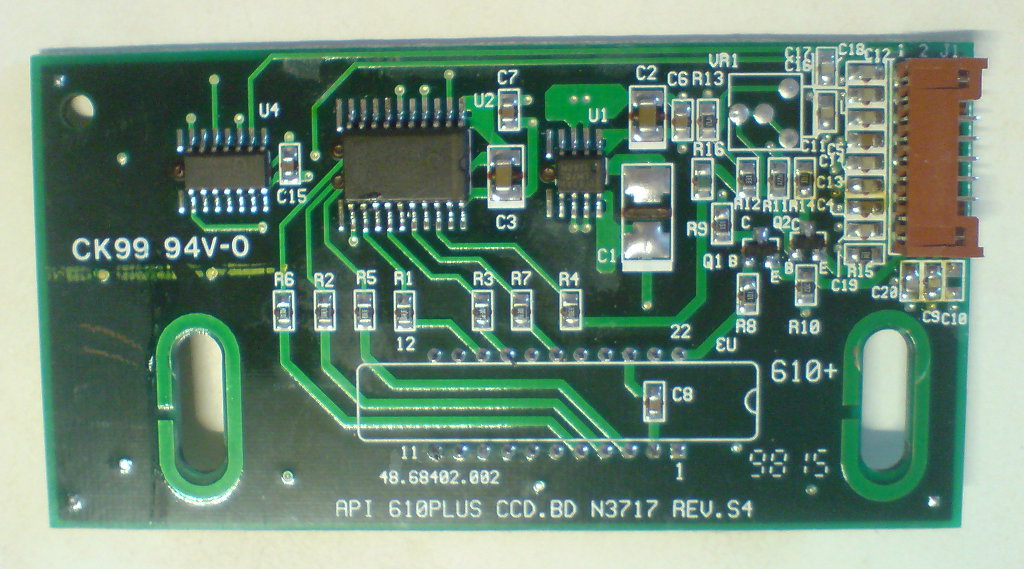 C17 C18 C12 1 2 J1
C16
VR1
C7 C2 C6 R13
U4 U2 U1
C11 C5
R16
C15 C13
R12 R11 R14 C4
C3 R9 C Q2 C
CK99 94V-0 C1 Q1 B E B E R15
R6 R2 R5 R1 R3 R7 R4 C19 C20
R8 R10 C9 C10
12 22 U3
610+
C8
11 1 9815
48.68402.002
API 610PLUS CCD.BD N3717 REV.S4